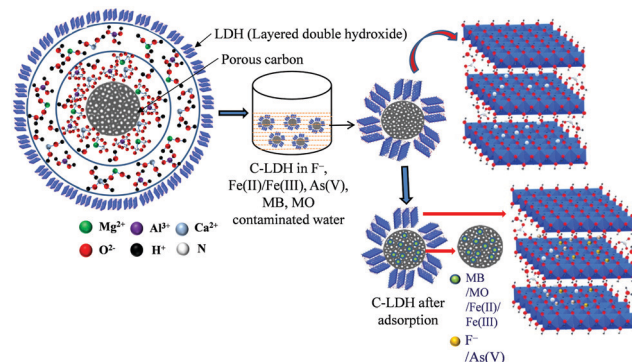 LDH (Layered double hydroxide)
Porous carbon
C-LDH in F⁻,
Fe(II)/Fe(III), As(V),
MB, MO
contaminated water
Mg²⁺ Al³⁺ Ca²⁺
O²⁻ H⁺ N
C-LDH after
adsorption
MB
/MO
/Fe(II)/
Fe(III)
F⁻
/As(V)